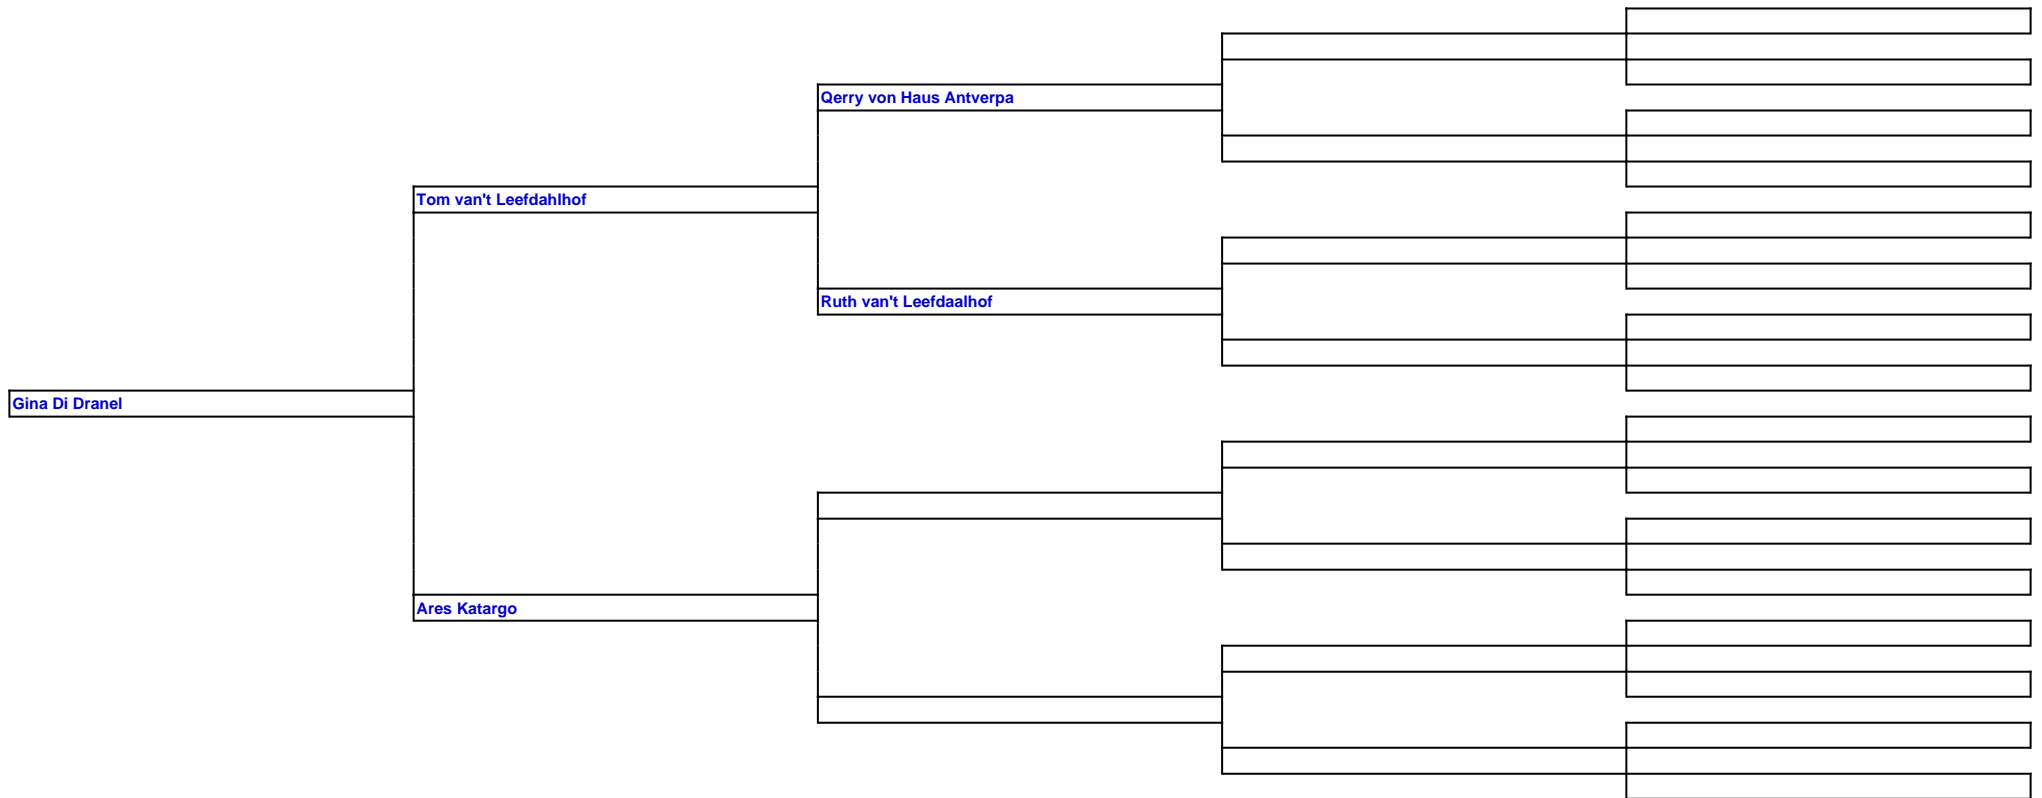 Qerry von Haus Antverpa
Tom van't Leefdahlhof
Ruth van't Leefdaalhof
Gina Di Dranel
Ares Katargo